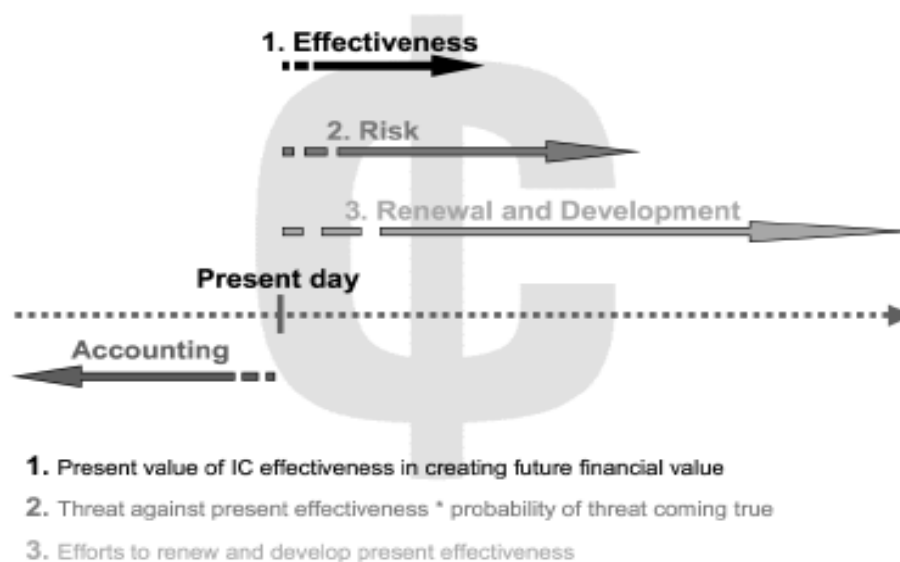 1. Effectiveness
2. Risk
3. Renewal and Development
Present day
Accounting
1. Present value of IC effectiveness in creating future financial value
2. Threat against present effectiveness * probability of threat coming true
3. Efforts to renew and develop present effectiveness